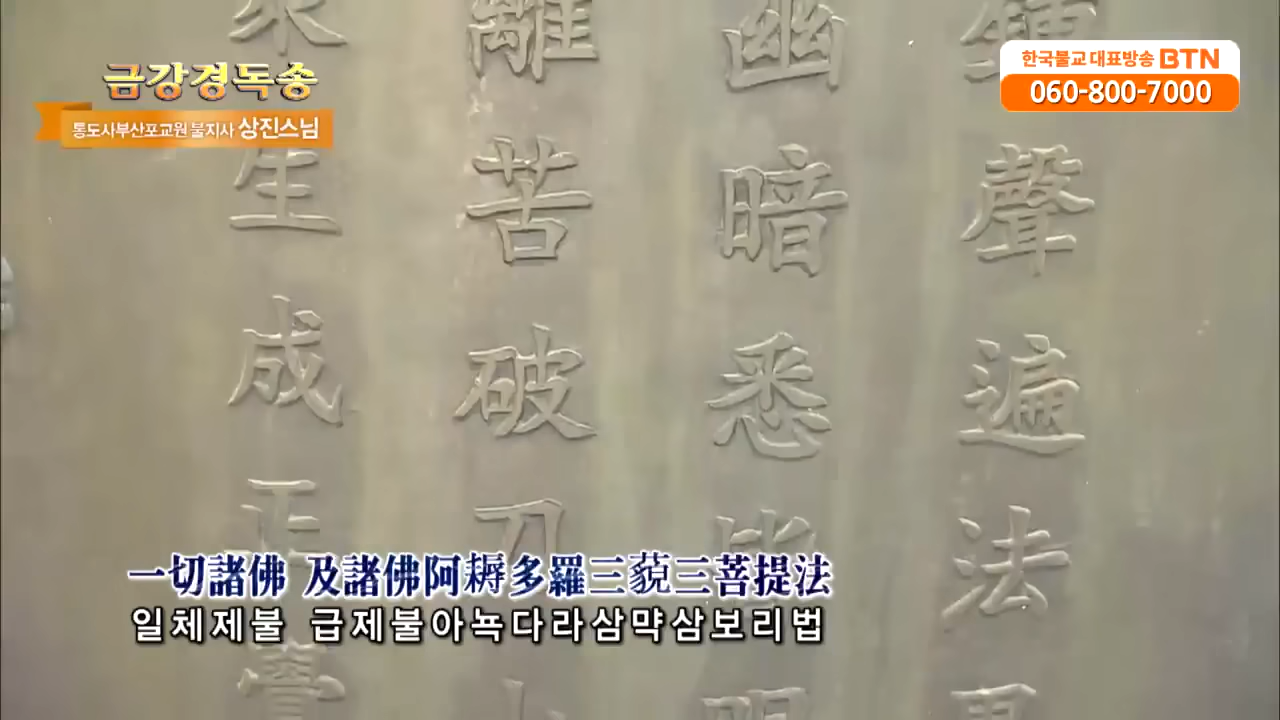 금강경독송
통도사부산포교원 불지사 상진스님
한국불교 대표방송 BTN
060-800-7000
聲遍法
幽暗悉皆
離苦破刀
生成正覺
一切諸佛 及諸佛阿耨多羅三藐三菩提法
일체제불 급제불아뇩다라삼먁삼보리법